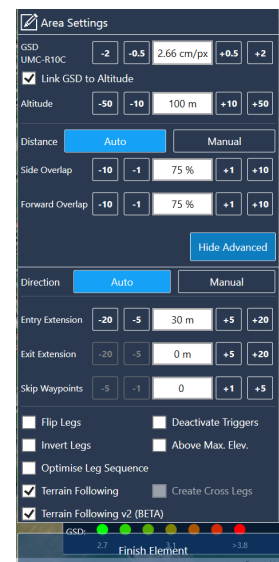 Area Settings
GSD
UMC-R10C
-2 -0.5 2.66 cm/px +0.5 +2
Link GSD to Altitude
Altitude -50 -10 100 m +10 +50
Distance Auto Manual
Side Overlap -10 -1 75 % +1 +10
Forward Overlap -10 -1 75 % +1 +10
Hide Advanced
Direction Auto Manual
Entry Extension -20 -5 30 m +5 +20
Exit Extension -20 -5 0 m +5 +20
Skip Waypoints -5 -1 0 +1 +5
Flip Legs Deactivate Triggers
Invert Legs Above Max. Elev.
Optimise Leg Sequence
Terrain Following Create Cross Legs
Terrain Following v2 (BETA)
GSD:
2.7 3.1 >3.8
Finish Element